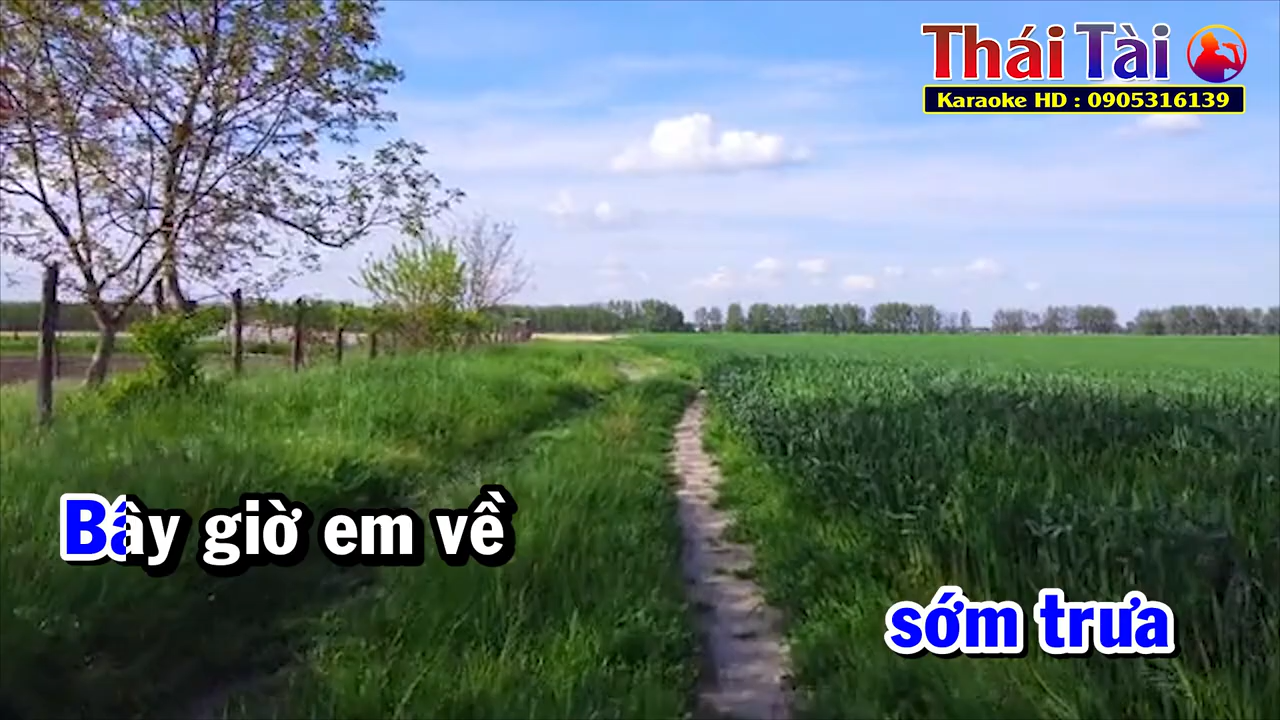 Thái Tài
Karaoke HD : 0905316139
Bây giờ em về
sớm trưa